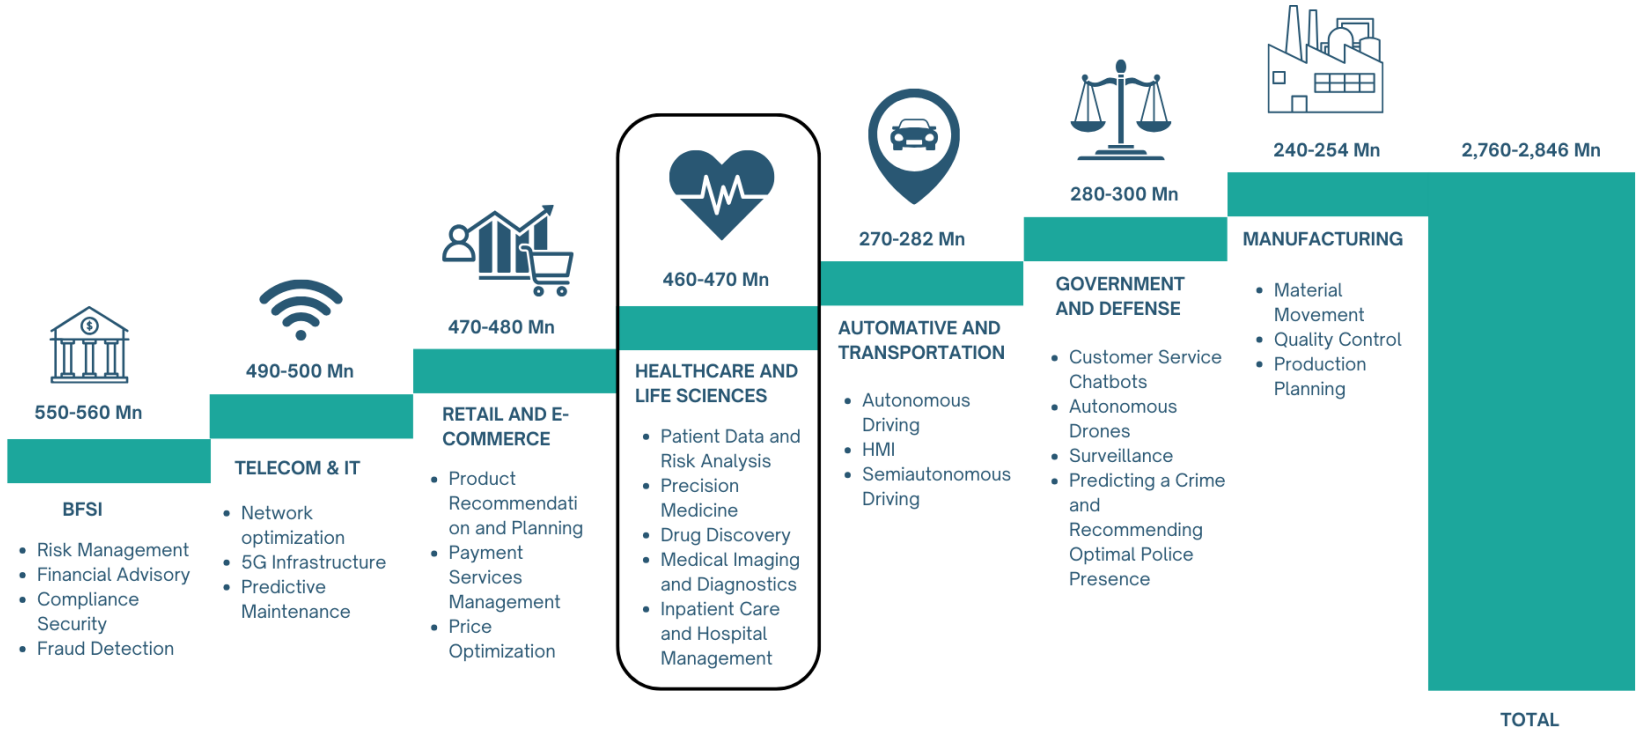 550-560 Mn
BFSI
• Risk Management
• Financial Advisory
• Compliance
Security
• Fraud Detection
490-500 Mn
TELECOM & IT
• Network
optimization
• 5G Infrastructure
• Predictive
Maintenance
470-480 Mn
RETAIL AND E-
COMMERCE
• Product
Recommendati
on and Planning
• Payment
Services
Management
• Price
Optimization
460-470 Mn
HEALTHCARE AND
LIFE SCIENCES
• Patient Data and
Risk Analysis
• Precision
Medicine
• Drug Discovery
• Medical Imaging
and Diagnostics
• Inpatient Care
and Hospital
Management
270-282 Mn
AUTOMATIVE AND
TRANSPORTATION
• Autonomous
Driving
• HMI
• Semiautonomous
Driving
280-300 Mn
GOVERNMENT
AND DEFENSE
• Customer Service
Chatbots
• Autonomous
Drones
• Surveillance
• Predicting a Crime
and
Recommending
Optimal Police
Presence
240-254 Mn
MANUFACTURING
• Material
Movement
• Quality Control
• Production
Planning
2,760-2,846 Mn
TOTAL
$